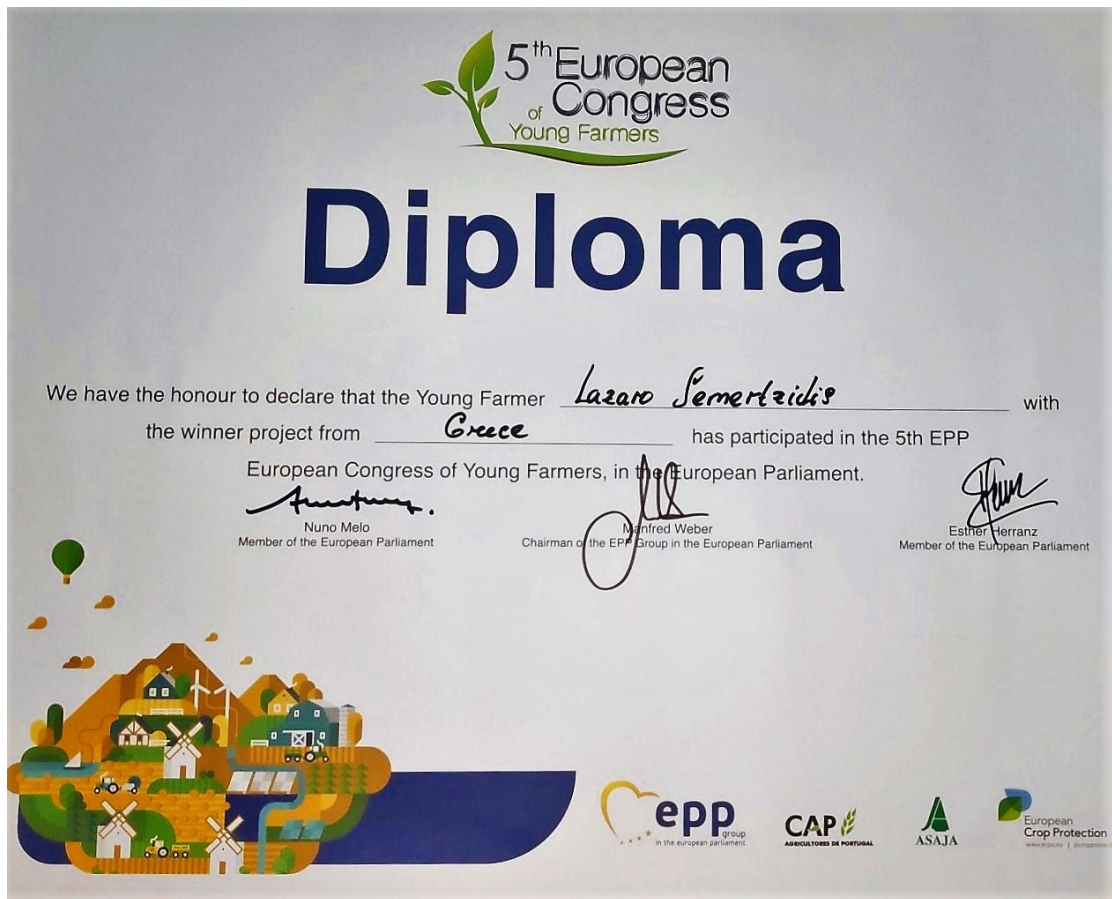 5th European
of Congress
Young Farmers
Diploma
We have the honour to declare that the Young Farmer Lazaro Semertzidis with
the winner project from Greece has participated in the 5th EPP
European Congress of Young Farmers, in the European Parliament.
Nuno Melo
Member of the European Parliament
Manfred Weber
Chairman of the EPP Group in the European Parliament
Esther Herranz
Member of the European Parliament
epp
group
in the european parliament
CAP
AGRICULTORES DE PORTUGAL
ASAJA
European
Crop Protection